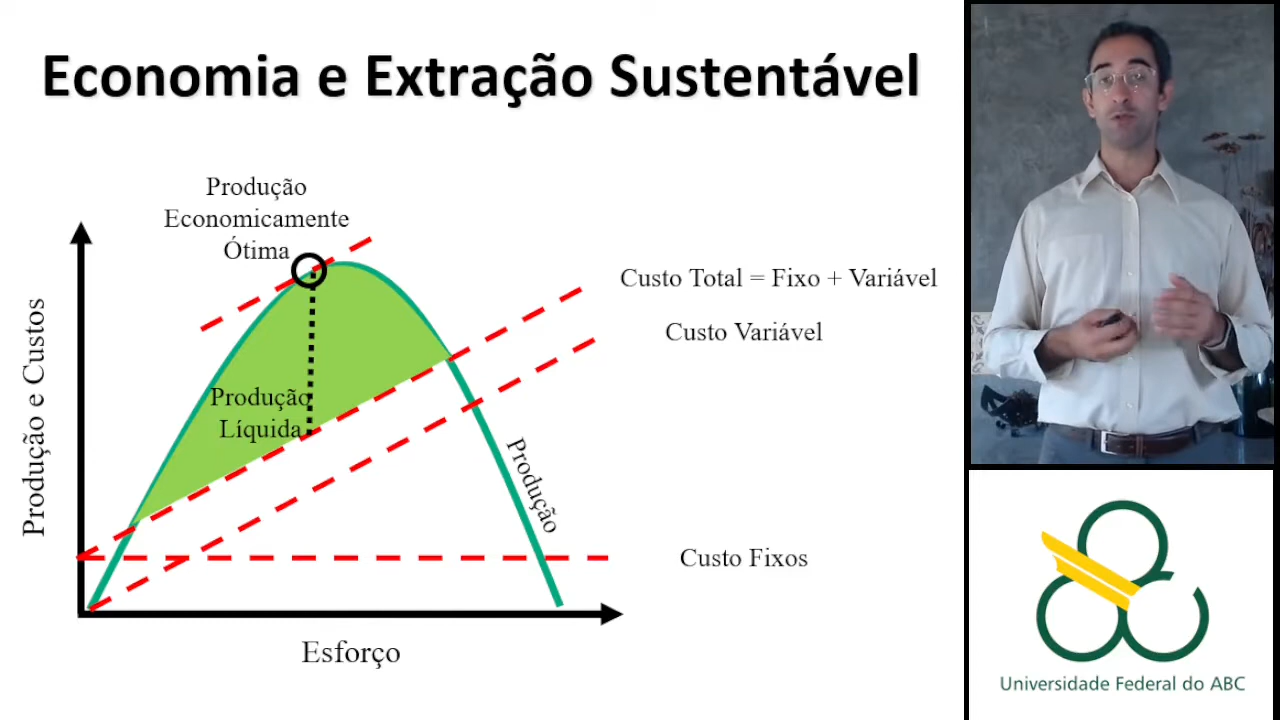 Economia e Extração Sustentável
Produção
Economicamente
Ótima
Custo Total = Fixo + Variável
Custo Variável
Produção e Custos
Produção
Líquida
Produção
Custo Fixos
Esforço
Universidade Federal do ABC